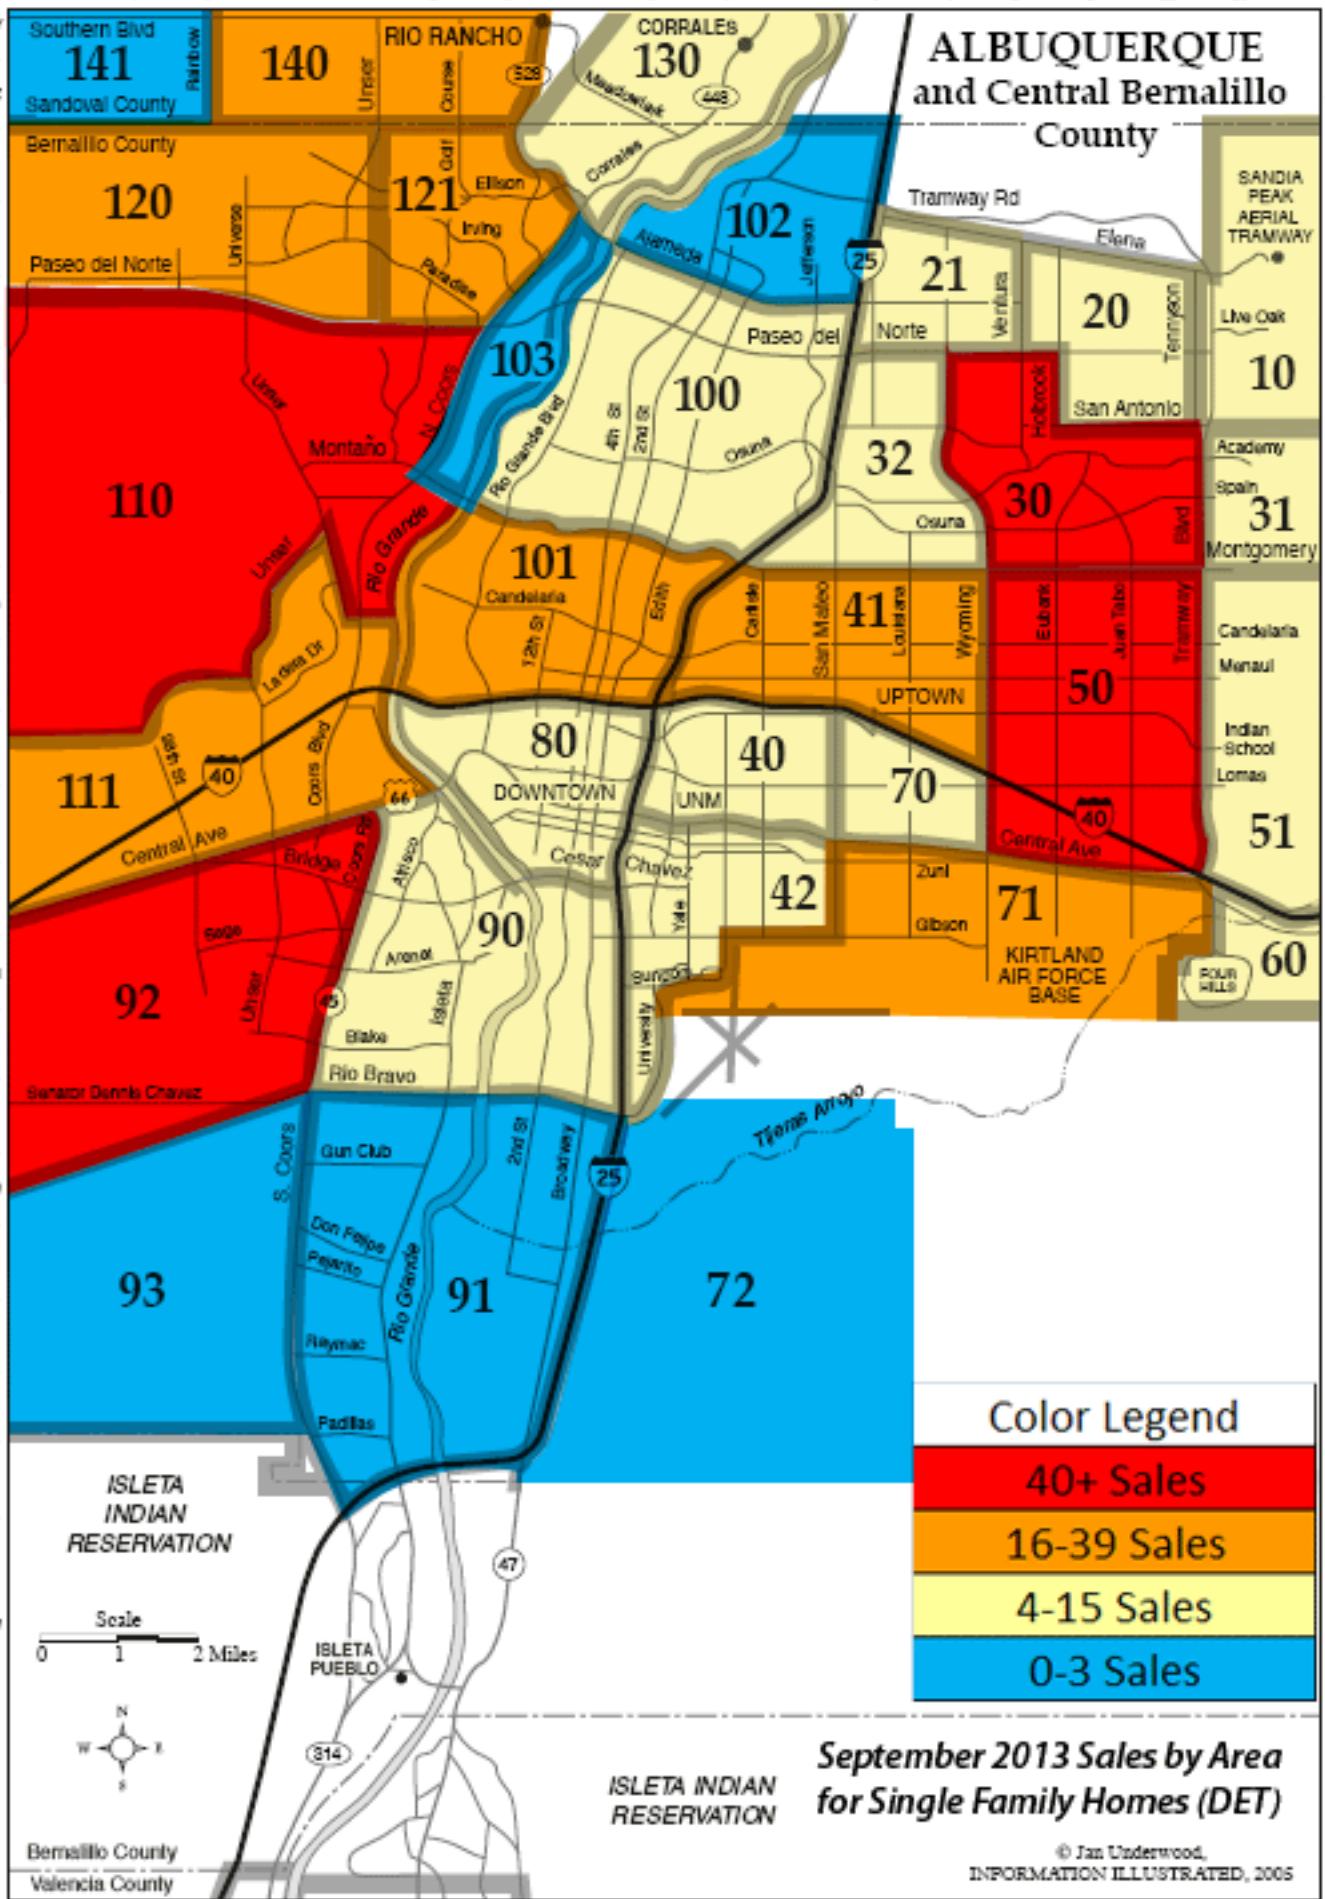 ALBUQUERQUE
and Central Bernalillo
County
Southern Blvd
141
Rainbow
Sandoval County
140
Unser
RIO RANCHO
Golf Course
528
CORRALES
130
Meadowlark
448
Corrales
Bernalillo County
120
Universe
Paseo del Norte
121
Ellison
Irving
Paradise
102
Alameda
Jefferson
25
Tramway Rd
Elena
SANDIA
PEAK
AERIAL
TRAMWAY
21
Ventura
20
Tennyson
Live Oak
10
Paseo del Norte
103
N. Coors
100
Rio Grande Blvd
4th St
2nd St
Osuna
32
Osuna
Holbrook
San Antonio
30
Academy
Spain
31
Montgomery
Blvd
110
Unser
Montaño
Unser
Rio Grande
101
Candelaria
12th St
Edith
Carlisle
San Mateo
41
Louisiana
Wyoming
UPTOWN
Eubank
Juan Tabo
Tramway
50
Candelaria
Menaul
Indian
School
Lomas
51
Ladera Dr
98th St
Coors Blvd
111
40
66
Central Ave
80
DOWNTOWN
40
UNM
70
40
Central Ave
Bridge
Coors Rd
Atrisco
Cesar Chavez
Zuni
42
71
Gibson
Yale
KIRTLAND
AIR FORCE
BASE
FOUR
HILLS
60
90
Sage
Arenal
92
Unser
45
Isleta
Blake
Rio Bravo
University
Senator Dennis Chavez
Tijeras Arroyo
S. Coors
Gun Club
2nd St
Broadway
25
Don Felipe
Pajarito
Rio Grande
93
91
72
Raymac
Padillas
Color Legend
40+ Sales
16-39 Sales
4-15 Sales
0-3 Sales
ISLETA
INDIAN
RESERVATION
47
Scale
0 1 2 Miles
ISLETA
PUEBLO
N
W E
S
314
ISLETA INDIAN
RESERVATION
September 2013 Sales by Area
for Single Family Homes (DET)
Bernalillo County
Valencia County
© Jan Underwood,
INFORMATION ILLUSTRATED, 2005